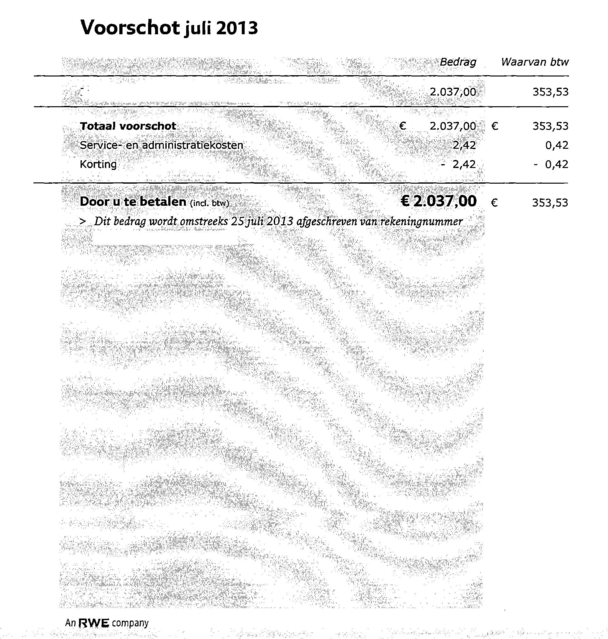 Voorschot juli 2013
Bedrag Waarvan btw
2.037,00 353,53
Totaal voorschot € 2.037,00 € 353,53
Service- en administratiekosten 2,42 0,42
Korting - 2,42 - 0,42
Door u te betalen (incl. btw) € 2.037,00 € 353,53
> Dit bedrag wordt omstreeks 25 juli 2013 afgeschreven van rekeningnummer
An RWE company